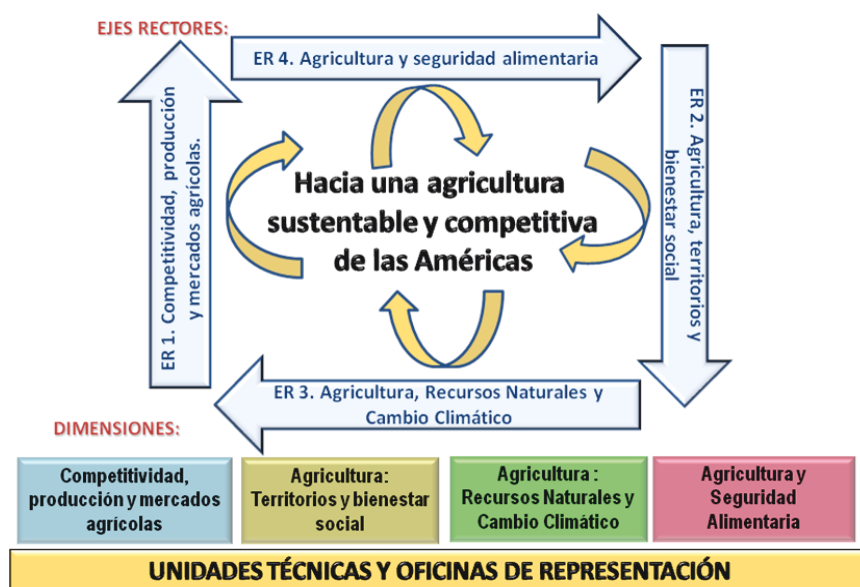 EJES RECTORES:
ER 4. Agricultura y seguridad alimentaria
ER 1. Competitividad, producción
y mercados agrícolas.
ER 2. Agricultura, territorios y
bienestar social
Hacia una agricultura
sustentable y competitiva
de las Américas
ER 3. Agricultura, Recursos Naturales y
Cambio Climático
DIMENSIONES:
Competitividad,
producción y mercados
agrícolas
Agricultura:
Territorios y bienestar
social
Agricultura :
Recursos Naturales y
Cambio Climático
Agricultura y
Seguridad
Alimentaria
UNIDADES TÉCNICAS Y OFICINAS DE REPRESENTACIÓN